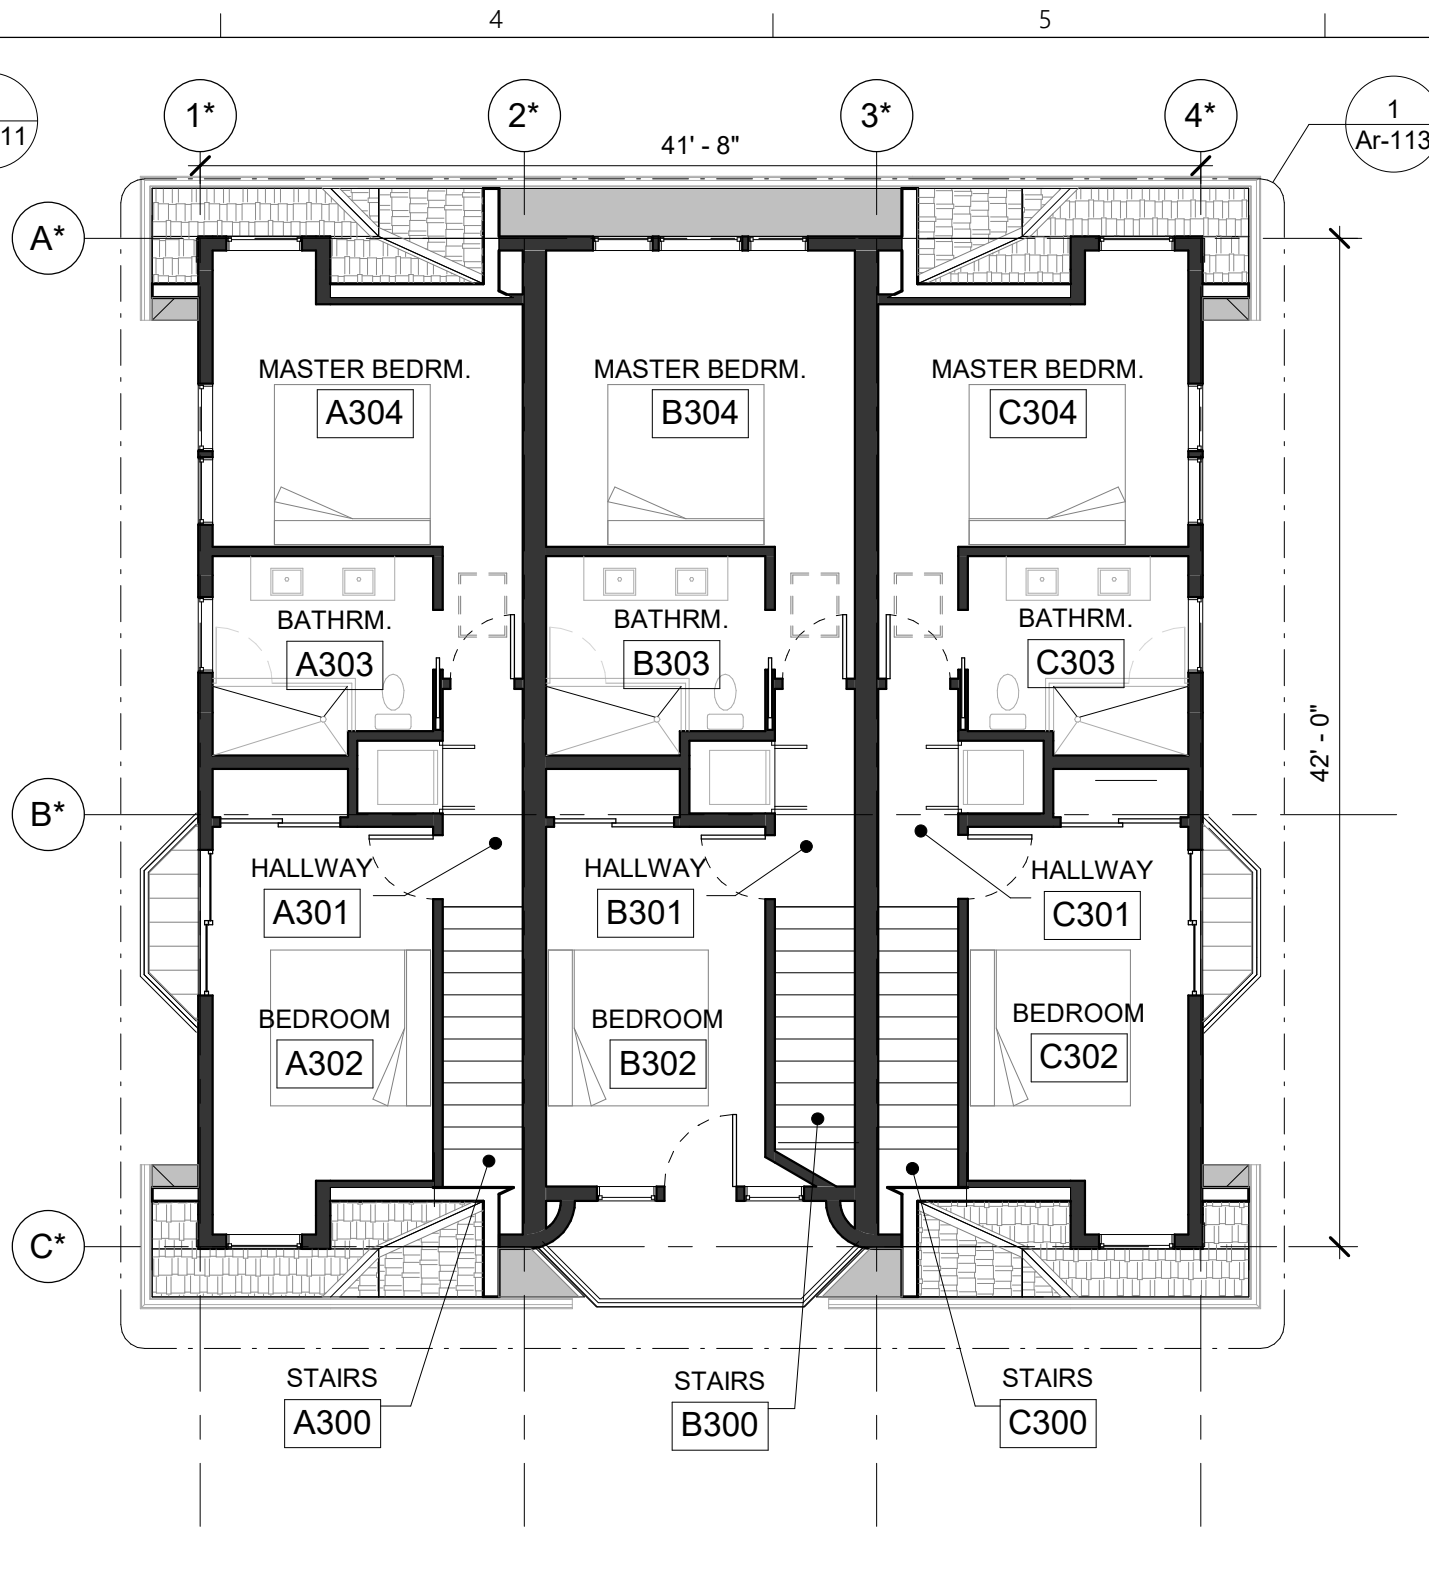 4
5
1*
2*
3*
4*
11
1
Ar-113
41' - 8"
A*
MASTER BEDRM.
A304
MASTER BEDRM.
B304
MASTER BEDRM.
C304
BATHRM.
A303
BATHRM.
B303
BATHRM.
C303
42' - 0"
B*
HALLWAY
A301
HALLWAY
B301
HALLWAY
C301
BEDROOM
A302
BEDROOM
B302
BEDROOM
C302
C*
STAIRS
A300
STAIRS
B300
STAIRS
C300